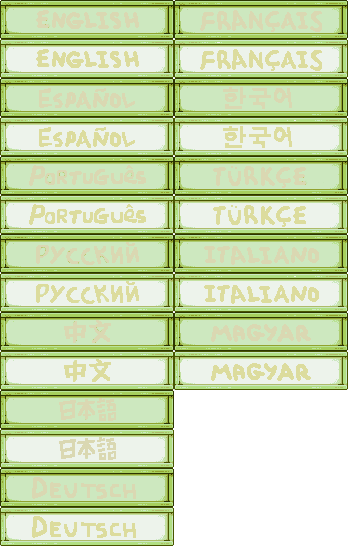 ENGLISH FRANÇAIS
ENGLISH FRANÇAIS
ESPAÑOL 한국어
ESPAÑOL 한국어
PORTUGUÊS TÜRKÇE
PORTUGUÊS TÜRKÇE
РУССКИЙ ITALIANO
РУССКИЙ ITALIANO
中文 MAGYAR
中文 MAGYAR
日本語
日本語
DEUTSCH
DEUTSCH